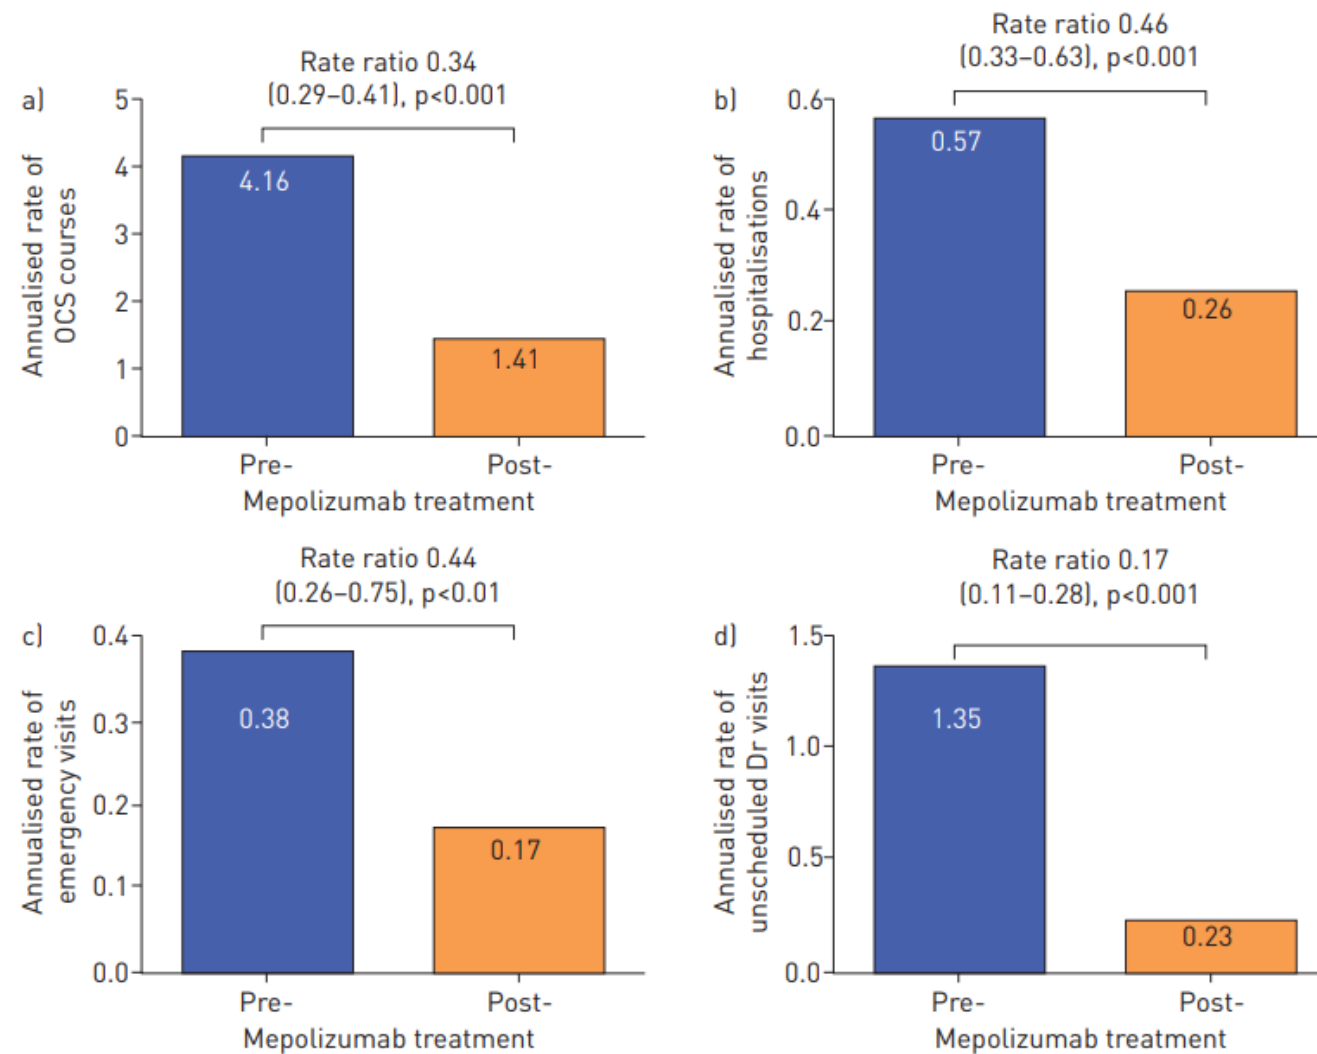 Rate ratio 0.34
(0.29–0.41), p<0.001
a)
Annualised rate of
OCS courses
5
4
3
2
1
0
4.16
1.41
Pre-
Post-
Mepolizumab treatment
Rate ratio 0.46
(0.33–0.63), p<0.001
b)
Annualised rate of
hospitalisations
0.6
0.4
0.2
0.0
0.57
0.26
Pre-
Post-
Mepolizumab treatment
Rate ratio 0.44
(0.26–0.75), p<0.01
c)
Annualised rate of
emergency visits
0.4
0.3
0.2
0.1
0.0
0.38
0.17
Pre-
Post-
Mepolizumab treatment
Rate ratio 0.17
(0.11–0.28), p<0.001
d)
Annualised rate of
unscheduled Dr visits
1.5
1.0
0.5
0.0
1.35
0.23
Pre-
Post-
Mepolizumab treatment